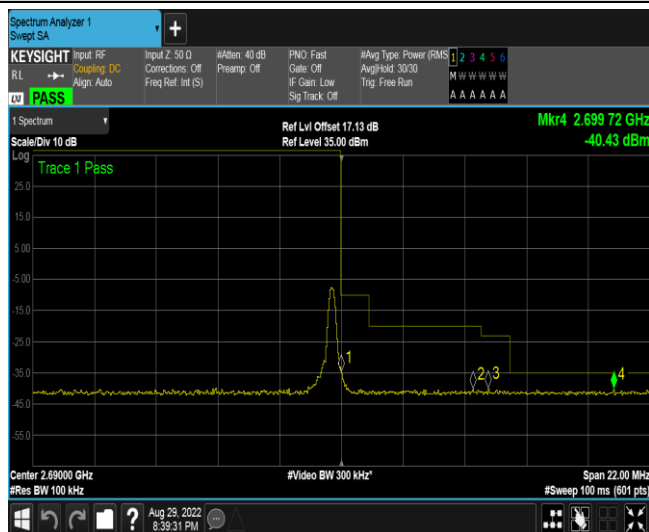 Spectrum Analyzer 1
Swept SA
+
KEYSIGHT Input: RF Input Z: 50 Ω #Atten: 40 dB PNO: Fast #Avg Type: Power (RMS 1 2 3 4 5 6
RL Coupling: DC Corrections: Off Preamp: Off Gate: Off Avg|Hold: 30/30 M W W W W W
Align: Auto Freq Ref: Int (S) IF Gain: Low Trig: Free Run
LXI PASS Sig Track: Off A A A A A A
1 Spectrum Ref Lvl Offset 17.13 dB Mkr4 2.699 72 GHz
Scale/Div 10 dB Ref Level 35.00 dBm -40.43 dBm
Log
Trace 1 Pass
25.0
15.0
5.00
-5.00
-15.0
-25.0
1
-35.0
2 3 4
-45.0
-55.0
Center 2.69000 GHz #Video BW 300 kHz* Span 22.00 MHz
#Res BW 100 kHz #Sweep 100 ms (601 pts)
? Aug 29, 2022
8:39:31 PM